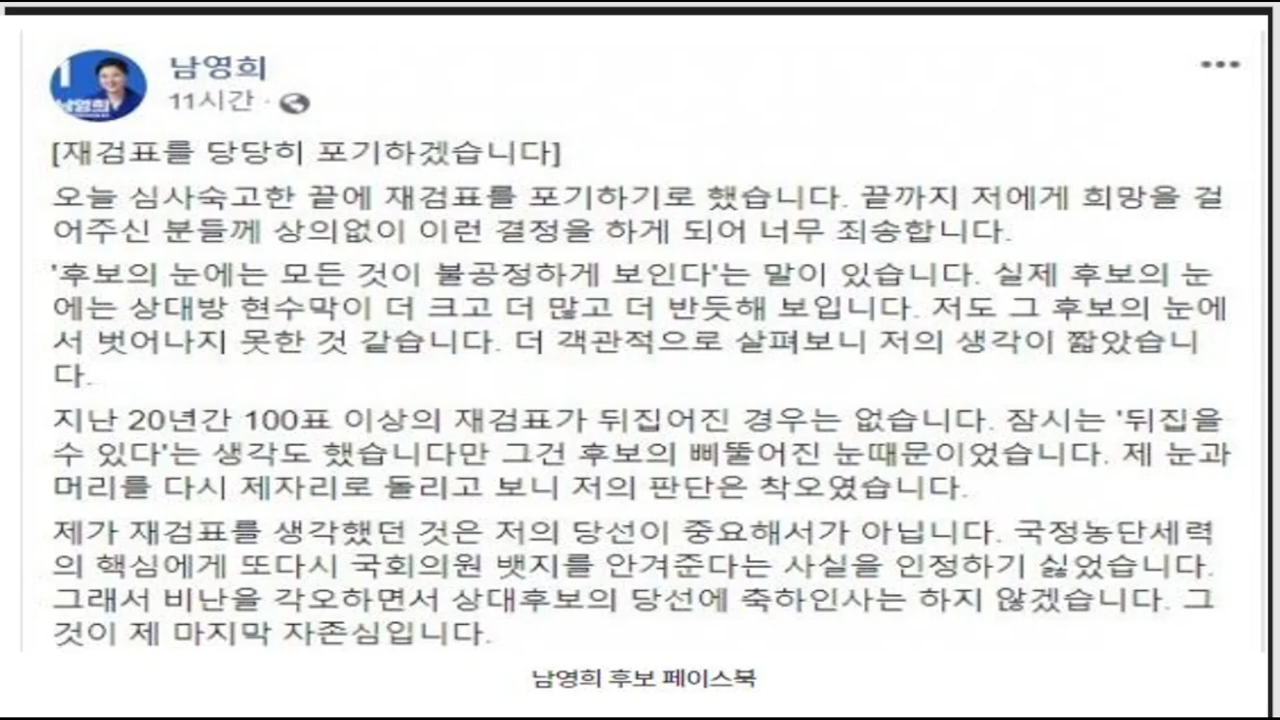 남영희
11시간 ·
[재검표를 당당히 포기하겠습니다]
오늘 심사숙고한 끝에 재검표를 포기하기로 했습니다. 끝까지 저에게 희망을 걸
어주신 분들께 상의없이 이런 결정을 하게 되어 너무 죄송합니다.
'후보의 눈에는 모든 것이 불공정하게 보인다'는 말이 있습니다. 실제 후보의 눈
에는 상대방 현수막이 더 크고 더 많고 더 반듯해 보입니다. 저도 그 후보의 눈에
서 벗어나지 못한 것 같습니다. 더 객관적으로 살펴보니 저의 생각이 짧았습니
다.
지난 20년간 100표 이상의 재검표가 뒤집어진 경우는 없습니다. 잠시는 '뒤집을
수 있다'는 생각도 했습니다만 그건 후보의 삐뚤어진 눈때문이었습니다. 제 눈과
머리를 다시 제자리로 돌리고 보니 저의 판단은 착오였습니다.
제가 재검표를 생각했던 것은 저의 당선이 중요해서가 아닙니다. 국정농단세력
의 핵심에게 또다시 국회의원 뱃지를 안겨준다는 사실을 인정하기 싫었습니다.
그래서 비난을 각오하면서 상대후보의 당선에 축하인사는 하지 않겠습니다. 그
것이 제 마지막 자존심입니다.
남영희 후보 페이스북